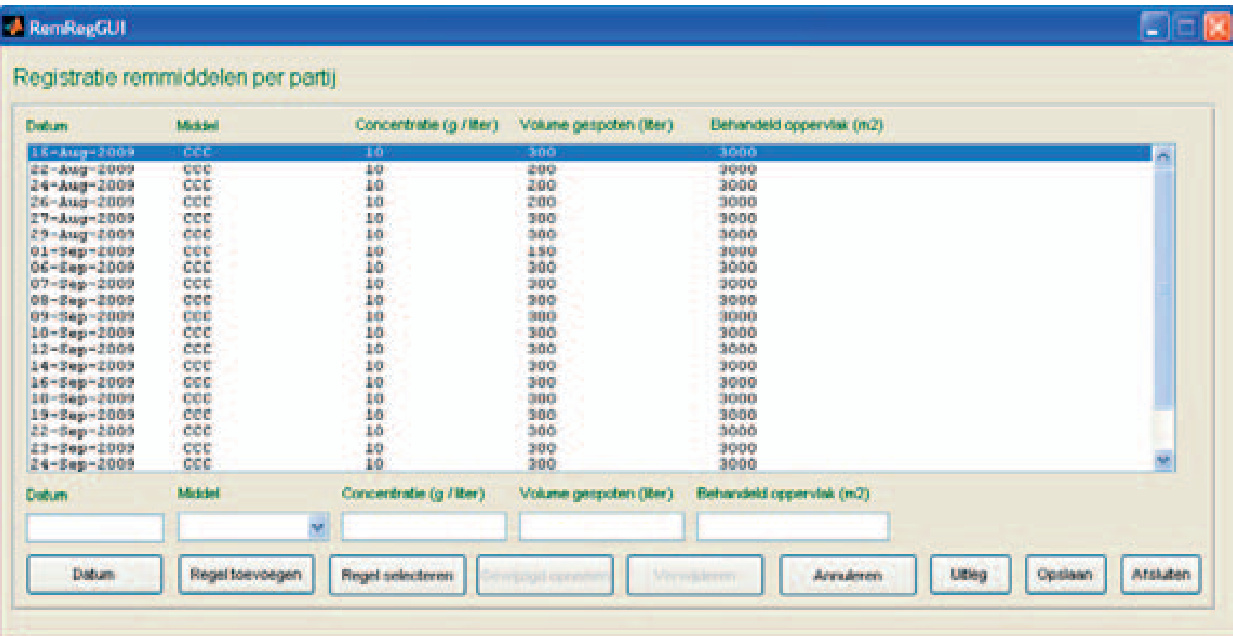 RemRegGUI
Registratie remmiddelen per partij
Datum Middel Concentratie (g / liter) Volume gespoten (liter) Behandeld oppervlak (m2)
18-Aug-2009 CCC 10 300 3000
22-Aug-2009 CCC 10 200 3000
24-Aug-2009 CCC 10 200 3000
26-Aug-2009 CCC 10 200 3000
27-Aug-2009 CCC 10 300 3000
29-Aug-2009 CCC 10 300 3000
01-Sep-2009 CCC 10 150 3000
06-Sep-2009 CCC 10 300 3000
07-Sep-2009 CCC 10 300 3000
08-Sep-2009 CCC 10 300 3000
09-Sep-2009 CCC 10 300 3000
10-Sep-2009 CCC 10 300 3000
12-Sep-2009 CCC 10 300 3000
14-Sep-2009 CCC 10 300 3000
16-Sep-2009 CCC 10 300 3000
18-Sep-2009 CCC 10 300 3000
19-Sep-2009 CCC 10 300 3000
22-Sep-2009 CCC 10 300 3000
23-Sep-2009 CCC 10 300 3000
24-Sep-2009 CCC 10 300 3000
Datum Middel Concentratie (g / liter) Volume gespoten (liter) Behandeld oppervlak (m2)
Datum Regel toevoegen Regel selecteren Verwijderen Annuleren Uitleg Opslaan Afsluiten